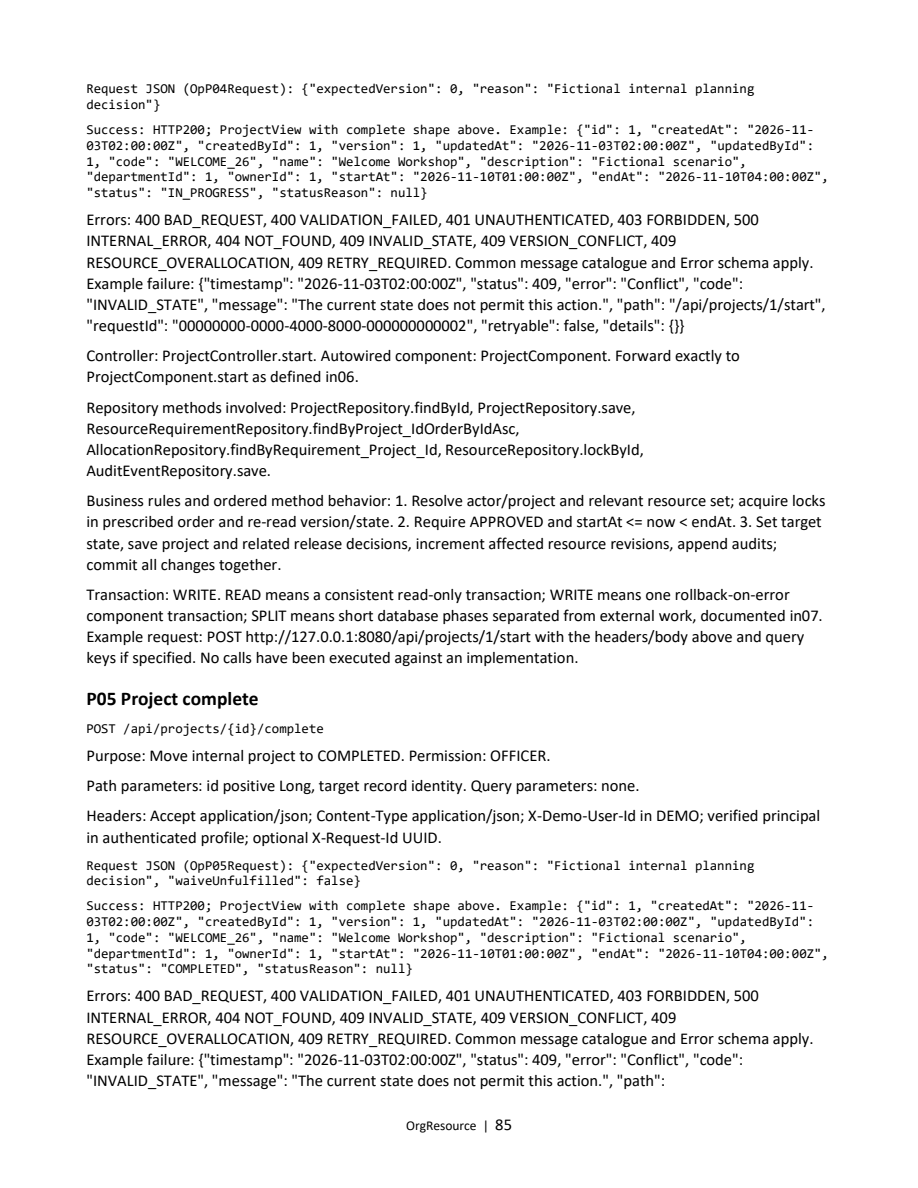 Request JSON (OpP04Request): {"expectedVersion": 0, "reason": "Fictional internal planning
decision"}
Success: HTTP200; ProjectView with complete shape above. Example: {"id": 1, "createdAt": "2026-11-
03T02:00:00Z", "createdById": 1, "version": 1, "updatedAt": "2026-11-03T02:00:00Z", "updatedById":
1, "code": "WELCOME_26", "name": "Welcome Workshop", "description": "Fictional scenario",
"departmentId": 1, "ownerId": 1, "startAt": "2026-11-10T01:00:00Z", "endAt": "2026-11-10T04:00:00Z",
"status": "IN_PROGRESS", "statusReason": null}
Errors: 400 BAD_REQUEST, 400 VALIDATION_FAILED, 401 UNAUTHENTICATED, 403 FORBIDDEN, 500
INTERNAL_ERROR, 404 NOT_FOUND, 409 INVALID_STATE, 409 VERSION_CONFLICT, 409
RESOURCE_OVERALLOCATION, 409 RETRY_REQUIRED. Common message catalogue and Error schema apply.
Example failure: {"timestamp": "2026-11-03T02:00:00Z", "status": 409, "error": "Conflict", "code":
"INVALID_STATE", "message": "The current state does not permit this action.", "path": "/api/projects/1/start",
"requestId": "00000000-0000-4000-8000-000000000002", "retryable": false, "details": {}}
Controller: ProjectController.start. Autowired component: ProjectComponent. Forward exactly to
ProjectComponent.start as defined in06.
Repository methods involved: ProjectRepository.findById, ProjectRepository.save,
ResourceRequirementRepository.findByProject_IdOrderByIdAsc,
AllocationRepository.findByRequirement_Project_Id, ResourceRepository.lockById,
AuditEventRepository.save.
Business rules and ordered method behavior: 1. Resolve actor/project and relevant resource set; acquire locks
in prescribed order and re-read version/state. 2. Require APPROVED and startAt <= now < endAt. 3. Set target
state, save project and related release decisions, increment affected resource revisions, append audits;
commit all changes together.
Transaction: WRITE. READ means a consistent read-only transaction; WRITE means one rollback-on-error
component transaction; SPLIT means short database phases separated from external work, documented in07.
Example request: POST http://127.0.0.1:8080/api/projects/1/start with the headers/body above and query
keys if specified. No calls have been executed against an implementation.
P05 Project complete
POST /api/projects/{id}/complete
Purpose: Move internal project to COMPLETED. Permission: OFFICER.
Path parameters: id positive Long, target record identity. Query parameters: none.
Headers: Accept application/json; Content-Type application/json; X-Demo-User-Id in DEMO; verified principal
in authenticated profile; optional X-Request-Id UUID.
Request JSON (OpP05Request): {"expectedVersion": 0, "reason": "Fictional internal planning
decision", "waiveUnfulfilled": false}
Success: HTTP200; ProjectView with complete shape above. Example: {"id": 1, "createdAt": "2026-11-
03T02:00:00Z", "createdById": 1, "version": 1, "updatedAt": "2026-11-03T02:00:00Z", "updatedById":
1, "code": "WELCOME_26", "name": "Welcome Workshop", "description": "Fictional scenario",
"departmentId": 1, "ownerId": 1, "startAt": "2026-11-10T01:00:00Z", "endAt": "2026-11-10T04:00:00Z",
"status": "COMPLETED", "statusReason": null}
Errors: 400 BAD_REQUEST, 400 VALIDATION_FAILED, 401 UNAUTHENTICATED, 403 FORBIDDEN, 500
INTERNAL_ERROR, 404 NOT_FOUND, 409 INVALID_STATE, 409 VERSION_CONFLICT, 409
RESOURCE_OVERALLOCATION, 409 RETRY_REQUIRED. Common message catalogue and Error schema apply.
Example failure: {"timestamp": "2026-11-03T02:00:00Z", "status": 409, "error": "Conflict", "code":
"INVALID_STATE", "message": "The current state does not permit this action.", "path":
OrgResource | 85